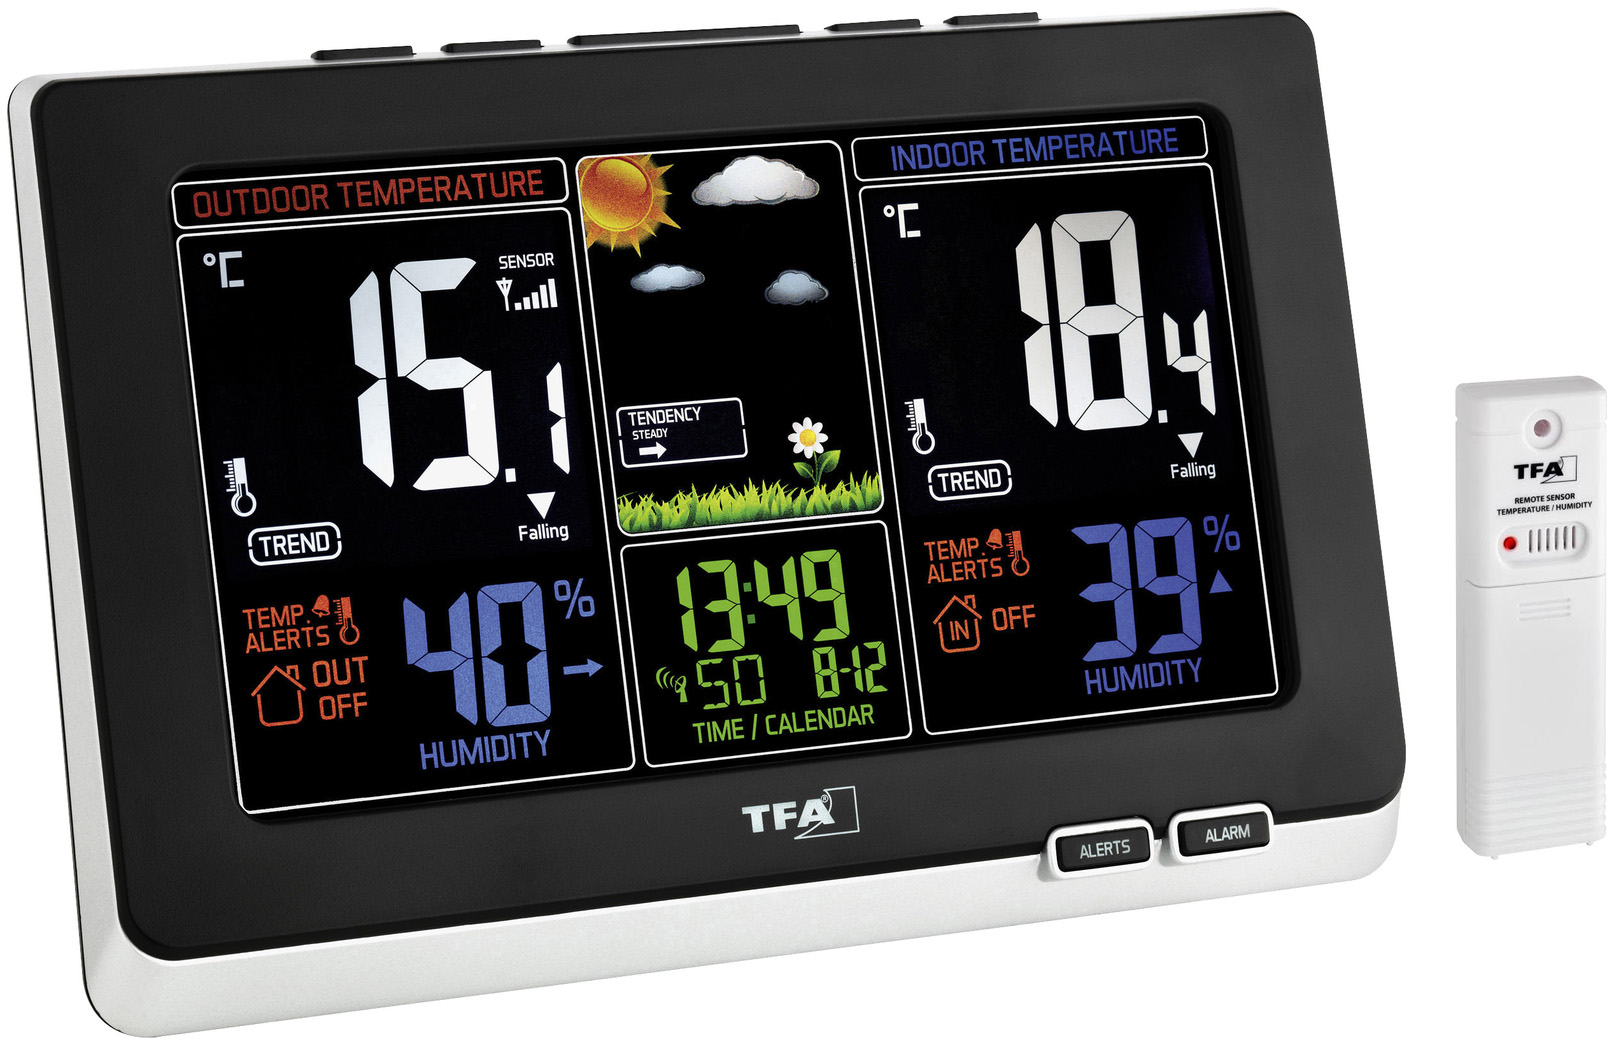 OUTDOOR TEMPERATURE
°C
SENSOR
15.1
TREND
Falling
TEMP.
ALERTS
OUT
OFF
40%
HUMIDITY
TENDENCY
STEADY
13:49
50 8-12
TIME / CALENDAR
INDOOR TEMPERATURE
°C
18.4
TREND
Falling
TEMP.
ALERTS
IN OFF
39%
HUMIDITY
TFA®
ALERTS
ALARM
TFA
REMOTE SENSOR
TEMPERATURE / HUMIDITY